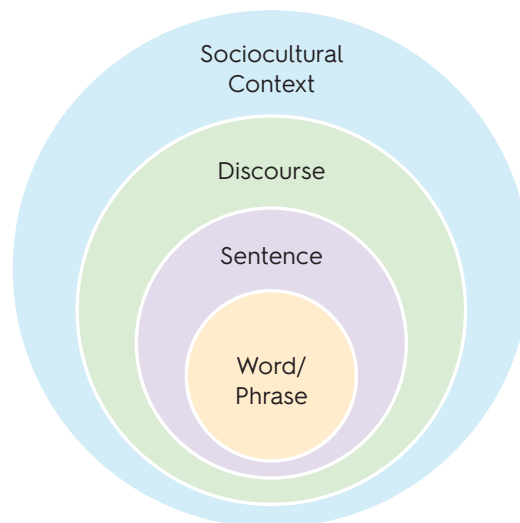 Sociocultural
Context
Discourse
Sentence
Word/
Phrase